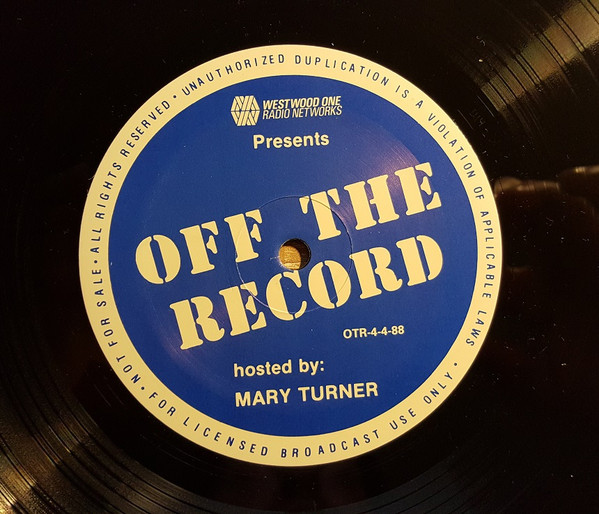 WESTWOOD ONE
RADIO NETWORKS
Presents
OFF THE
RECORD
OTR-4-4-88
hosted by:
MARY TURNER
• UNAUTHORIZED DUPLICATION IS A VIOLATION OF APPLICABLE LAWS • FOR LICENSED BROADCAST USE ONLY • NOT FOR SALE • ALL RIGHTS RESERVED